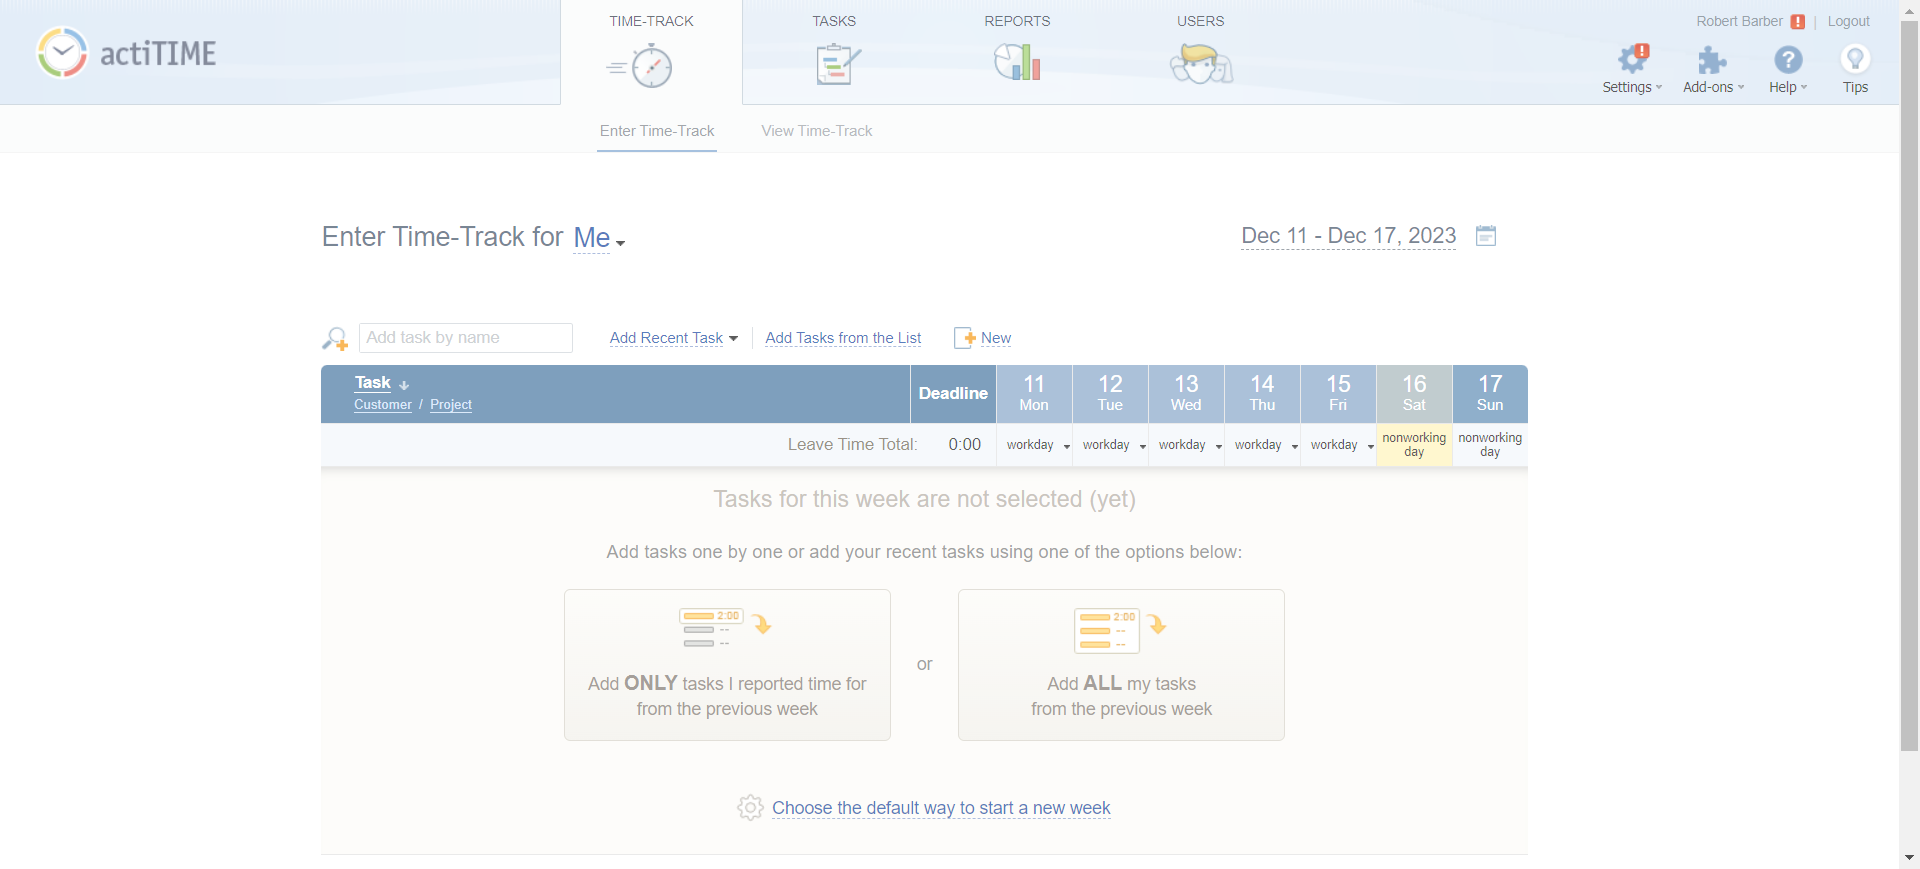 actiTIME
TIME-TRACK
TASKS
REPORTS
USERS
Robert Barber ! | Logout
Settings
Add-ons
Help
Tips
Enter Time-Track
View Time-Track
Enter Time-Track for Me
Dec 11 - Dec 17, 2023
Add task by name
Add Recent Task
Add Tasks from the List
New
Task
Customer / Project
Deadline
11
Mon
12
Tue
13
Wed
14
Thu
15
Fri
16
Sat
17
Sun
Leave Time Total: 0:00
workday
workday
workday
workday
workday
nonworking
day
nonworking
day
Tasks for this week are not selected (yet)
Add tasks one by one or add your recent tasks using one of the options below:
2:00
--
--
Add ONLY tasks I reported time for
from the previous week
or
2:00
--
--
Add ALL my tasks
from the previous week
Choose the default way to start a new week